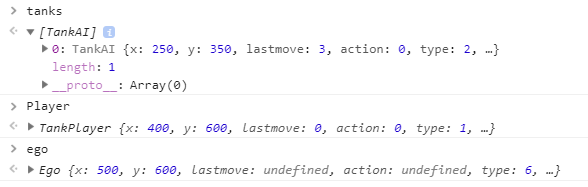 tanks
[TankAI] i
0: TankAI {x: 250, y: 350, lastmove: 3, action: 0, type: 2, …}
length: 1
__proto__: Array(0)
Player
TankPlayer {x: 400, y: 600, lastmove: 0, action: 0, type: 1, …}
ego
Ego {x: 500, y: 600, lastmove: undefined, action: undefined, type: 6, …}